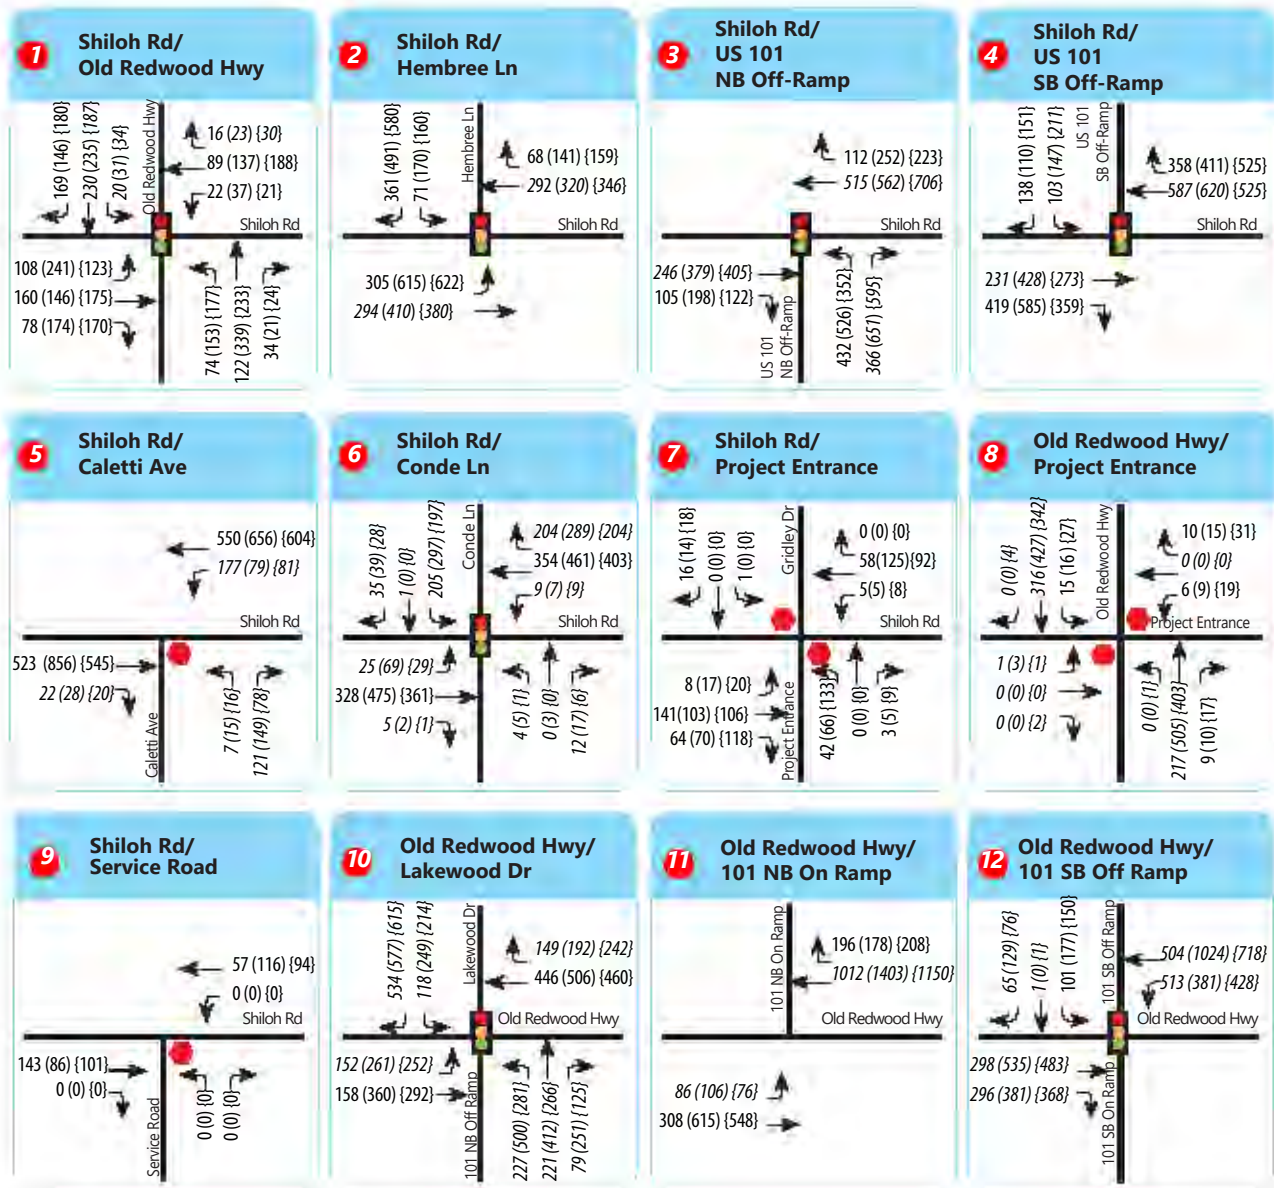 1
Shiloh Rd/
Old Redwood Hwy
169 (146) {180}
230 (235) {187}
20 (31) {34}
Old Redwood Hwy
16 (23) {30}
89 (137) {188}
22 (37) {21}
Shiloh Rd
108 (241) {123}
160 (146) {175}
78 (174) {170}
74 (153) {177}
122 (339) {233}
34 (21) {24}
2
Shiloh Rd/
Hembree Ln
361 (491) {580}
71 (170) {160}
Hembree Ln
68 (141) {159}
292 (320) {346}
Shiloh Rd
305 (615) {622}
294 (410) {380}
3
Shiloh Rd/
US 101
NB Off-Ramp
112 (252) {223}
515 (562) {706}
Shiloh Rd
246 (379) {405}
105 (198) {122}
US 101
NB Off-Ramp
432 (526) {352}
366 (651) {595}
4
Shiloh Rd/
US 101
SB Off-Ramp
138 (110) {151}
103 (147) {271}
US 101
SB Off-Ramp
358 (411) {525}
587 (620) {525}
Shiloh Rd
231 (428) {273}
419 (585) {359}
5
Shiloh Rd/
Caletti Ave
550 (656) {604}
177 (79) {81}
Shiloh Rd
523 (856) {545}
22 (28) {20}
Caletti Ave
7 (15) {16}
121 (149) {78}
6
Shiloh Rd/
Conde Ln
35 (39) {28}
1 (0) {0}
205 (297) {197}
Conde Ln
204 (289) {204}
354 (461) {403}
9 (7) {9}
Shiloh Rd
25 (69) {29}
328 (475) {361}
5 (2) {1}
4 (5) {1}
0 (3) {0}
12 (17) {6}
7
Shiloh Rd/
Project Entrance
16 (14) {18}
0 (0) {0}
1 (0) {0}
Gridley Dr
0 (0) {0}
58(125){92}
5(5) {8}
Shiloh Rd
8 (17) {20}
141(103) {106}
64 (70) {118}
Project Entrance
42 (66) {133}
0 (0) {0}
3 (5) {9}
8
Old Redwood Hwy/
Project Entrance
0 (0) {4}
316 (427) {342}
15 (16) {27}
Old Redwood Hwy
10 (15) {31}
0 (0) {0}
6 (9) {19}
Project Entrance
1 (3) {1}
0 (0) {0}
0 (0) {2}
0 (0) {1}
217 (505) {403}
9 (10) {17}
9
Shiloh Rd/
Service Road
57 (116) {94}
0 (0) {0}
Shiloh Rd
143 (86) {101}
0 (0) {0}
Service Road
0 (0) {0}
0 (0) {0}
10
Old Redwood Hwy/
Lakewood Dr
534 (577) {615}
118 (249) {214}
Lakewood Dr
149 (192) {242}
446 (506) {460}
Old Redwood Hwy
152 (261) {252}
158 (360) {292}
101 NB Off Ramp
227 (500) {281}
221 (412) {266}
79 (251) {125}
11
Old Redwood Hwy/
101 NB On Ramp
101 NB On Ramp
196 (178) {208}
1012 (1403) {1150}
Old Redwood Hwy
86 (106) {76}
308 (615) {548}
12
Old Redwood Hwy/
101 SB Off Ramp
65 (129) {76}
1 (0) {1}
101 (177) {150}
101 SB Off Ramp
504 (1024) {718}
513 (381) {428}
Old Redwood Hwy
298 (535) {483}
296 (381) {368}
101 SB On Ramp